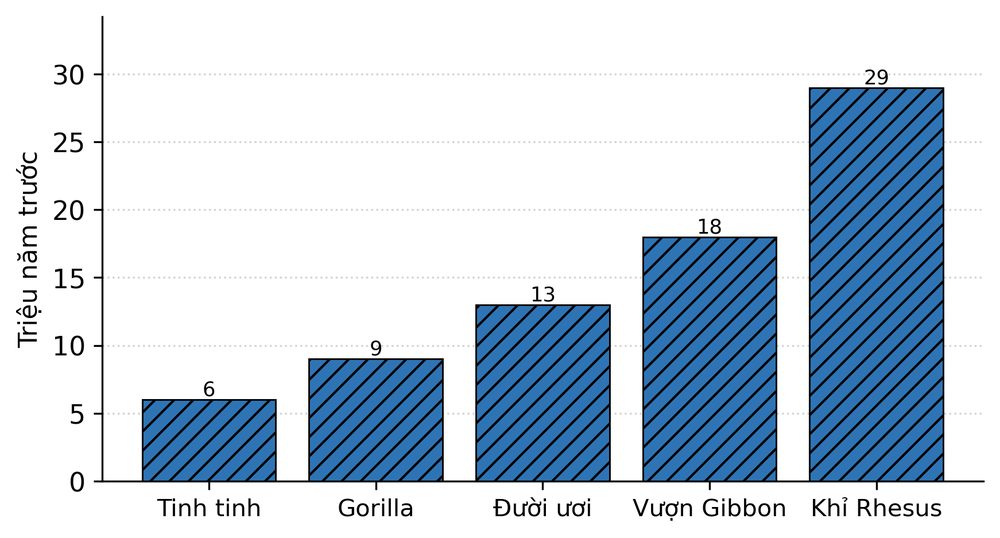 Triệu năm trước
30
25
20
15
10
5
0
6
9
13
18
29
Tinh tinh
Gorilla
Đười ươi
Vượn Gibbon
Khỉ Rhesus